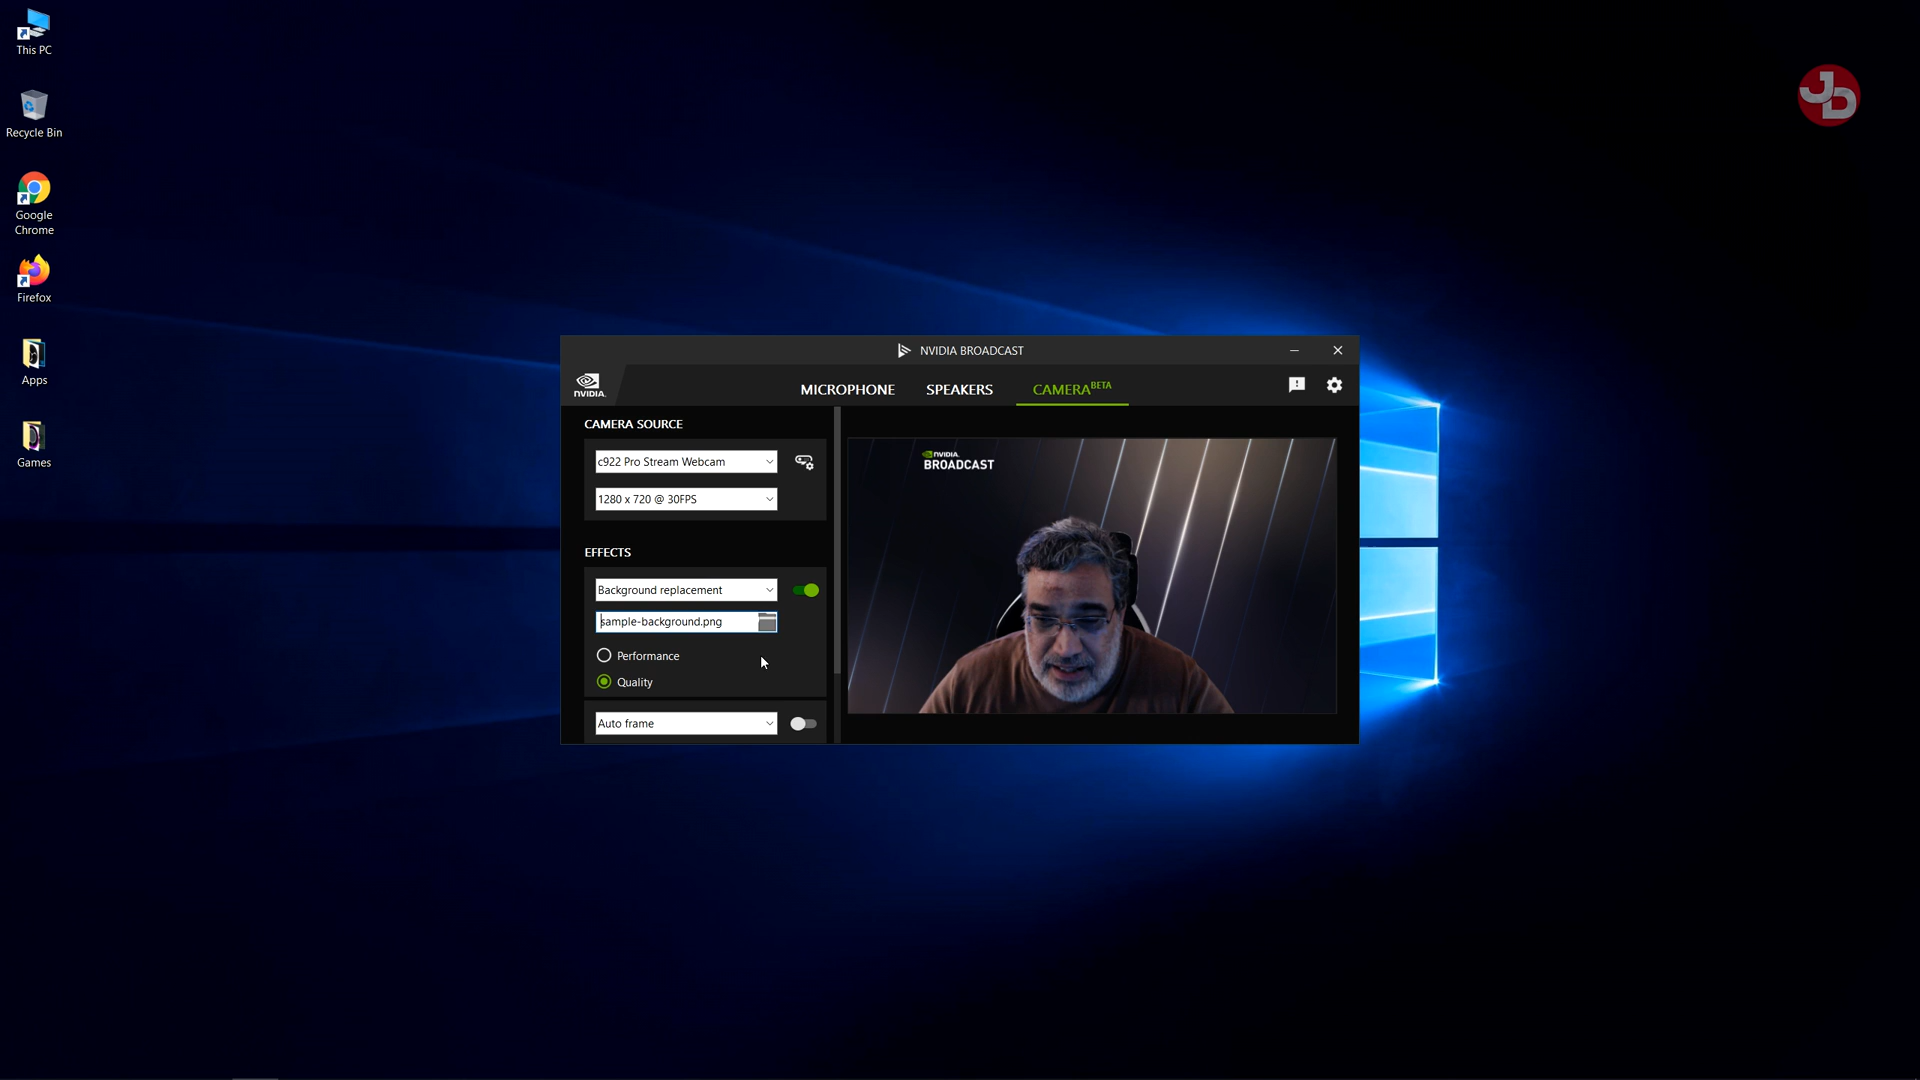 This PC
Recycle Bin
Google
Chrome
Firefox
Apps
Games
JD
NVIDIA BROADCAST
NVIDIA.
MICROPHONE
SPEAKERS
CAMERA BETA
CAMERA SOURCE
c922 Pro Stream Webcam
1280 x 720 @ 30FPS
EFFECTS
Background replacement
sample-background.png
Performance
Quality
Auto frame
NVIDIA.
BROADCAST